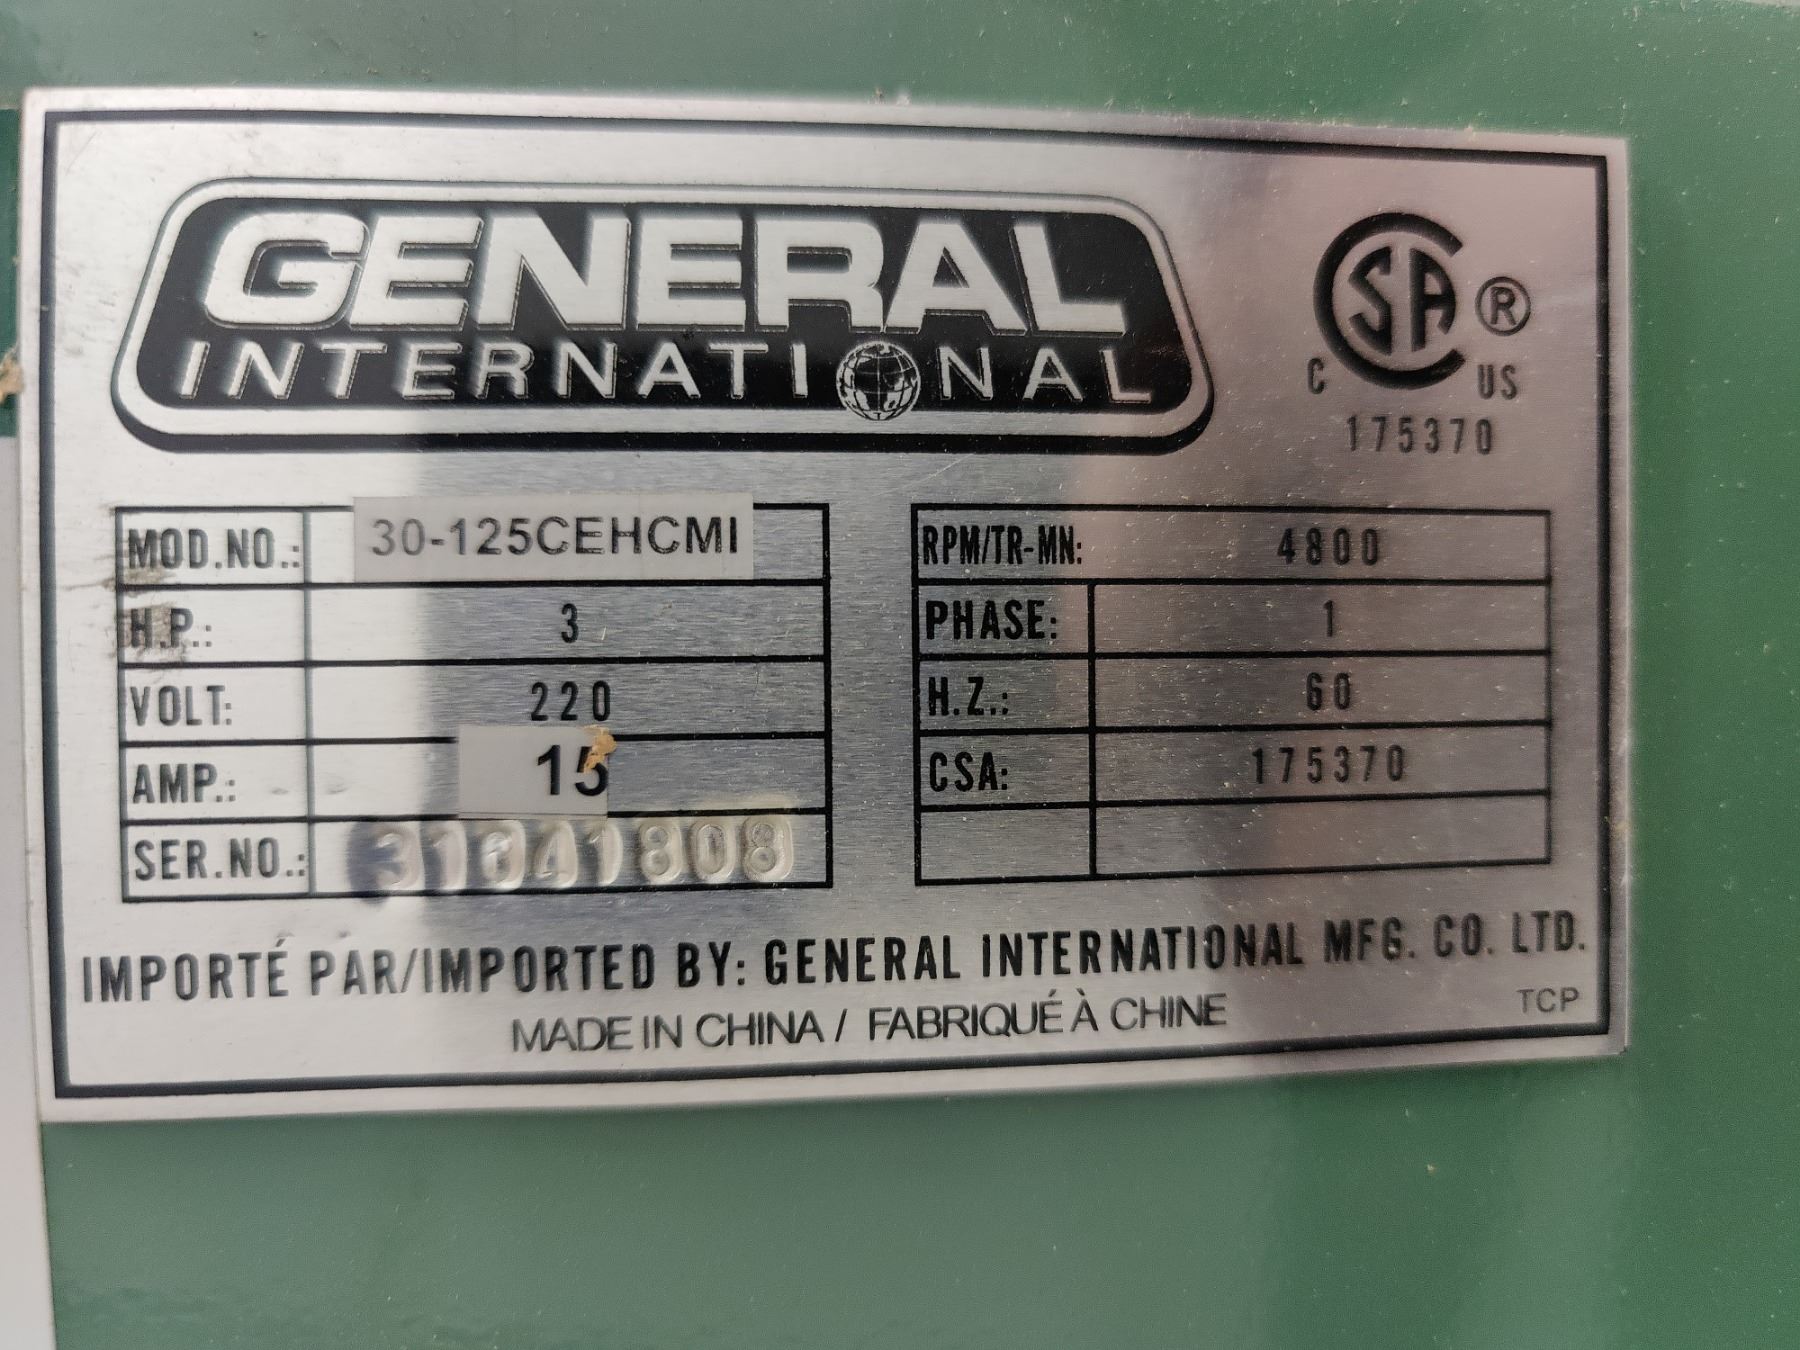 GENERAL
INTERNATIONAL
CSA ®
C US
175370
MOD.NO.: 30-125CEHCMI
H.P.: 3
VOLT: 220
AMP.: 15
SER.NO.: 31641808
RPM/TR-MN: 4800
PHASE: 1
H.Z.: 60
CSA: 175370
IMPORTÉ PAR/IMPORTED BY: GENERAL INTERNATIONAL MFG. CO. LTD.
MADE IN CHINA / FABRIQUÉ À CHINE
TCP